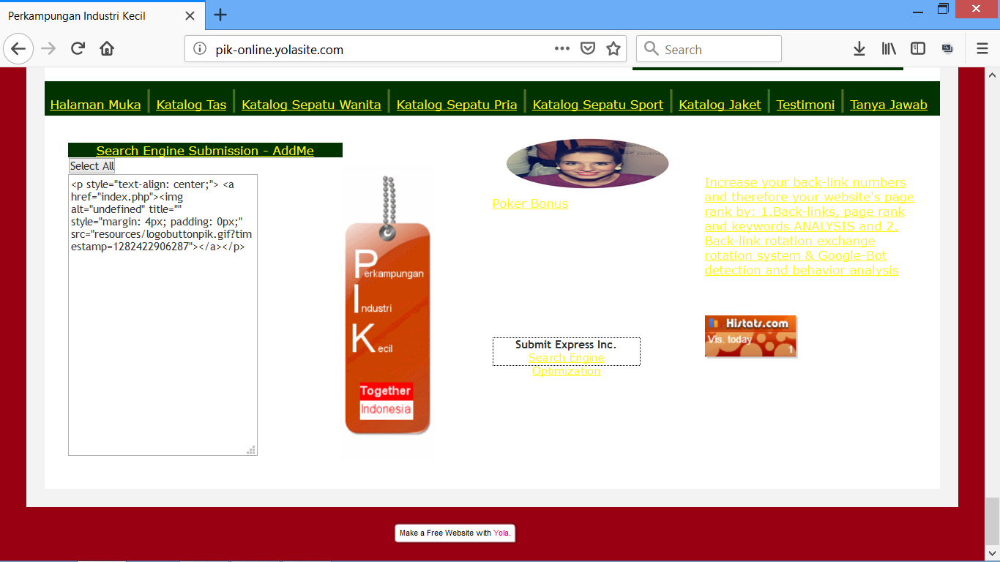 Perkampungan Industri Kecil
pik-online.yolasite.com
Search
Halaman Muka
Katalog Tas
Katalog Sepatu Wanita
Katalog Sepatu Pria
Katalog Sepatu Sport
Katalog Jaket
Testimoni
Tanya Jawab
Search Engine Submission - AddMe
Select All
<p style="text-align: center;"> <a
href="index.php"><img
alt="undefined" title=""
style="margin: 4px; padding: 0px;"
src="resources/logobuttonpik.gif?tim
estamp=1282422906287"></a></p>
Perkampungan
Industri
Kecil
Together
Indonesia
Poker Bonus
Submit Express Inc.
Search Engine
Optimization
Increase your back-link numbers
and therefore your website's page
rank by: 1.Back-links, page rank
and keywords ANALYSIS and 2.
Back-link rotation exchange
rotation system & Google-Bot
detection and behavior analysis
Histats.com
Vis. today
1
Make a Free Website with Yola.